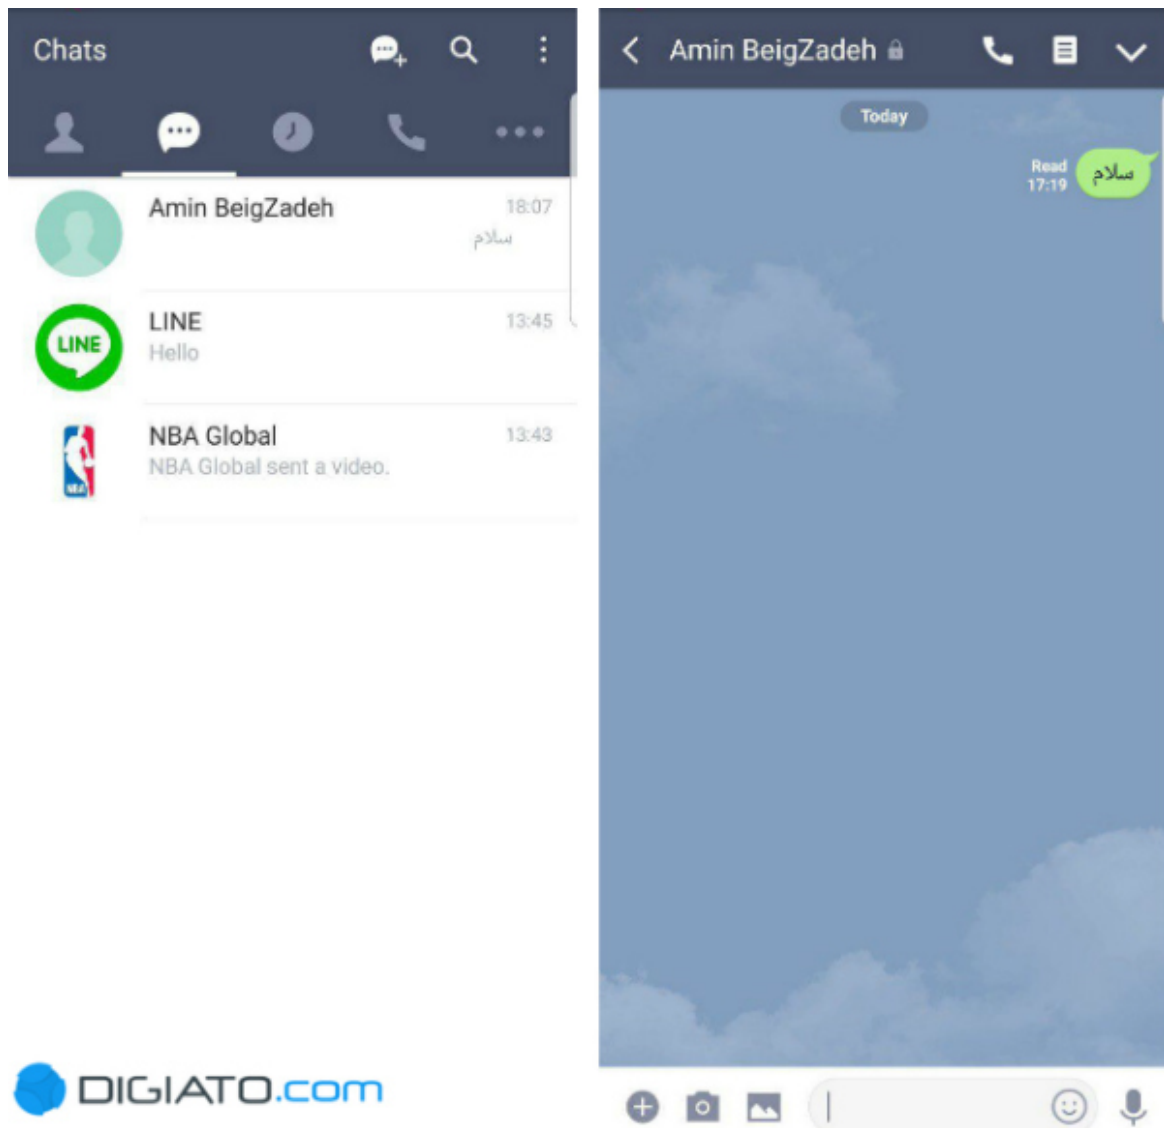 Chats
Amin BeigZadeh 18:07
سلام
LINE
LINE 13:45
Hello
NBA
NBA Global 13:43
NBA Global sent a video.
DIGIATO.com
Amin BeigZadeh
Today
Read
17:19
سلام